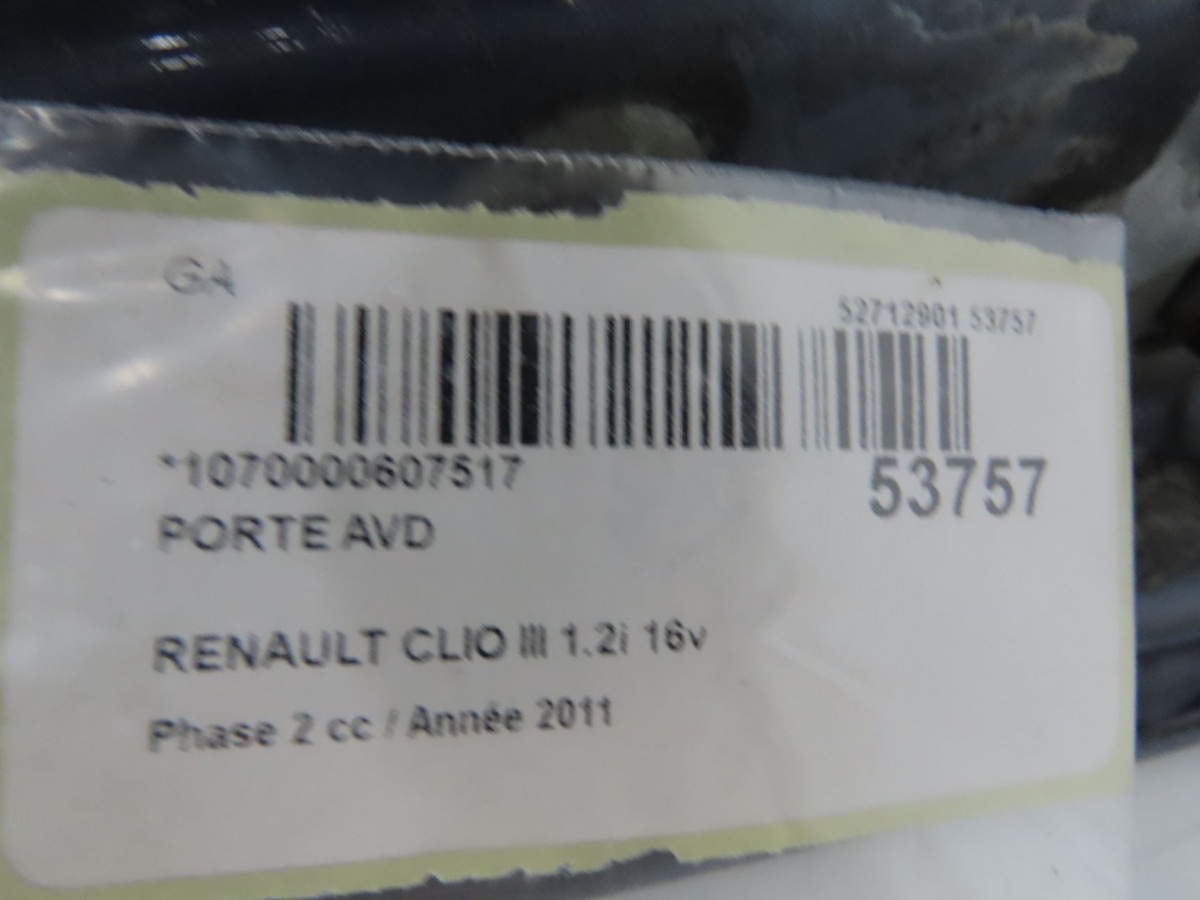 GA
52712901 53757
*1070000607517
53757
PORTE AVD
RENAULT CLIO III 1.2i 16v
Phase 2 cc / Année 2011